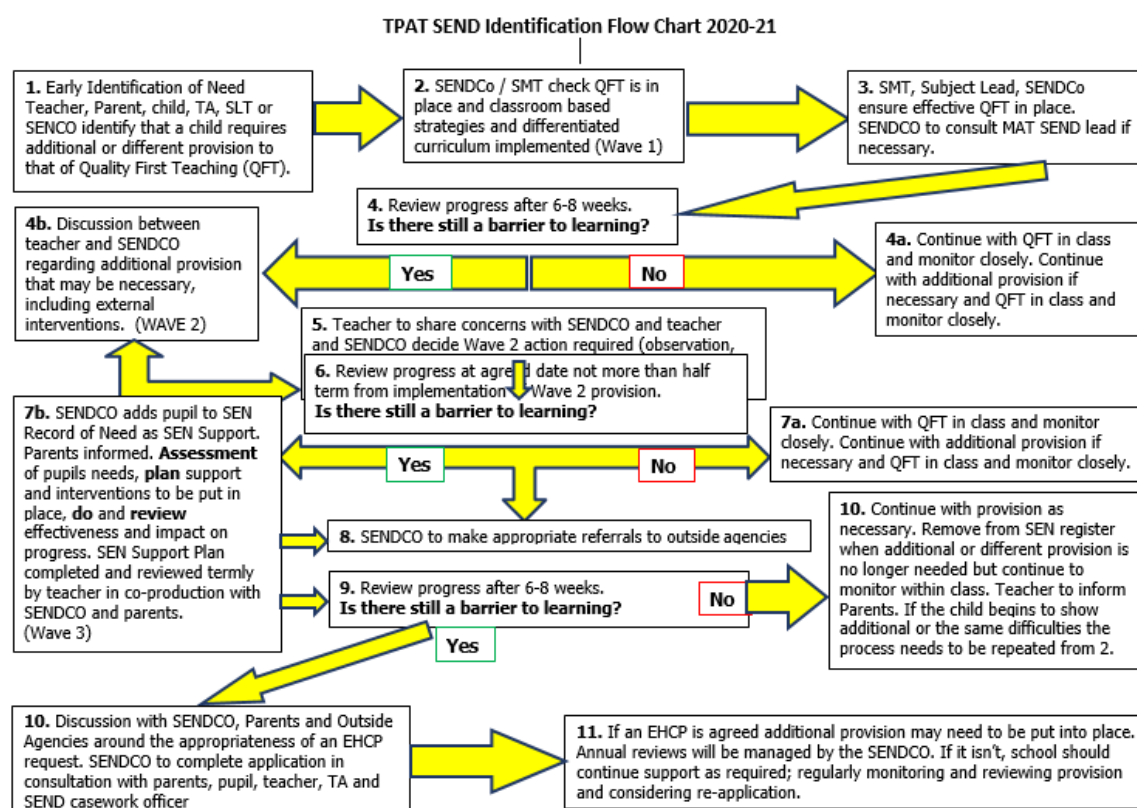 TPAT SEND Identification Flow Chart 2020-21
1. Early Identification of Need
Teacher, Parent, child, TA, SLT or
SENCO identify that a child requires
additional or different provision to
that of Quality First Teaching (QFT).
2. SENDCo / SMT check QFT is in
place and classroom based
strategies and differentiated
curriculum implemented (Wave 1)
3. SMT, Subject Lead, SENDCo
ensure effective QFT in place.
SENDCO to consult MAT SEND lead if
necessary.
4. Review progress after 6-8 weeks.
Is there still a barrier to learning?
4b. Discussion between
teacher and SENDCO
regarding additional provision
that may be necessary,
including external
interventions. (WAVE 2)
Yes
No
4a. Continue with QFT in class
and monitor closely. Continue
with additional provision if
necessary and QFT in class and
monitor closely.
5. Teacher to share concerns with SENDCO and teacher
and SENDCO decide Wave 2 action required (observation,
6. Review progress at agreed date not more than half
term from implementation Wave 2 provision.
Is there still a barrier to learning?
7b. SENDCO adds pupil to SEN
Record of Need as SEN Support.
Parents informed. Assessment
of pupils needs, plan support
and interventions to be put in
place, do and review
effectiveness and impact on
progress. SEN Support Plan
completed and reviewed termly
by teacher in co-production with
SENDCO and parents.
(Wave 3)
Yes
No
7a. Continue with QFT in class and monitor
closely. Continue with additional provision if
necessary and QFT in class and monitor closely.
8. SENDCO to make appropriate referrals to outside agencies
9. Review progress after 6-8 weeks.
Is there still a barrier to learning?
No
Yes
10. Continue with provision as
necessary. Remove from SEN register
when additional or different provision is
no longer needed but continue to
monitor within class. Teacher to inform
Parents. If the child begins to show
additional or the same difficulties the
process needs to be repeated from 2.
10. Discussion with SENDCO, Parents and Outside
Agencies around the appropriateness of an EHCP
request. SENDCO to complete application in
consultation with parents, pupil, teacher, TA and
SEND casework officer
11. If an EHCP is agreed additional provision may need to be put into place.
Annual reviews will be managed by the SENDCO. If it isn't, school should
continue support as required; regularly monitoring and reviewing provision
and considering re-application.